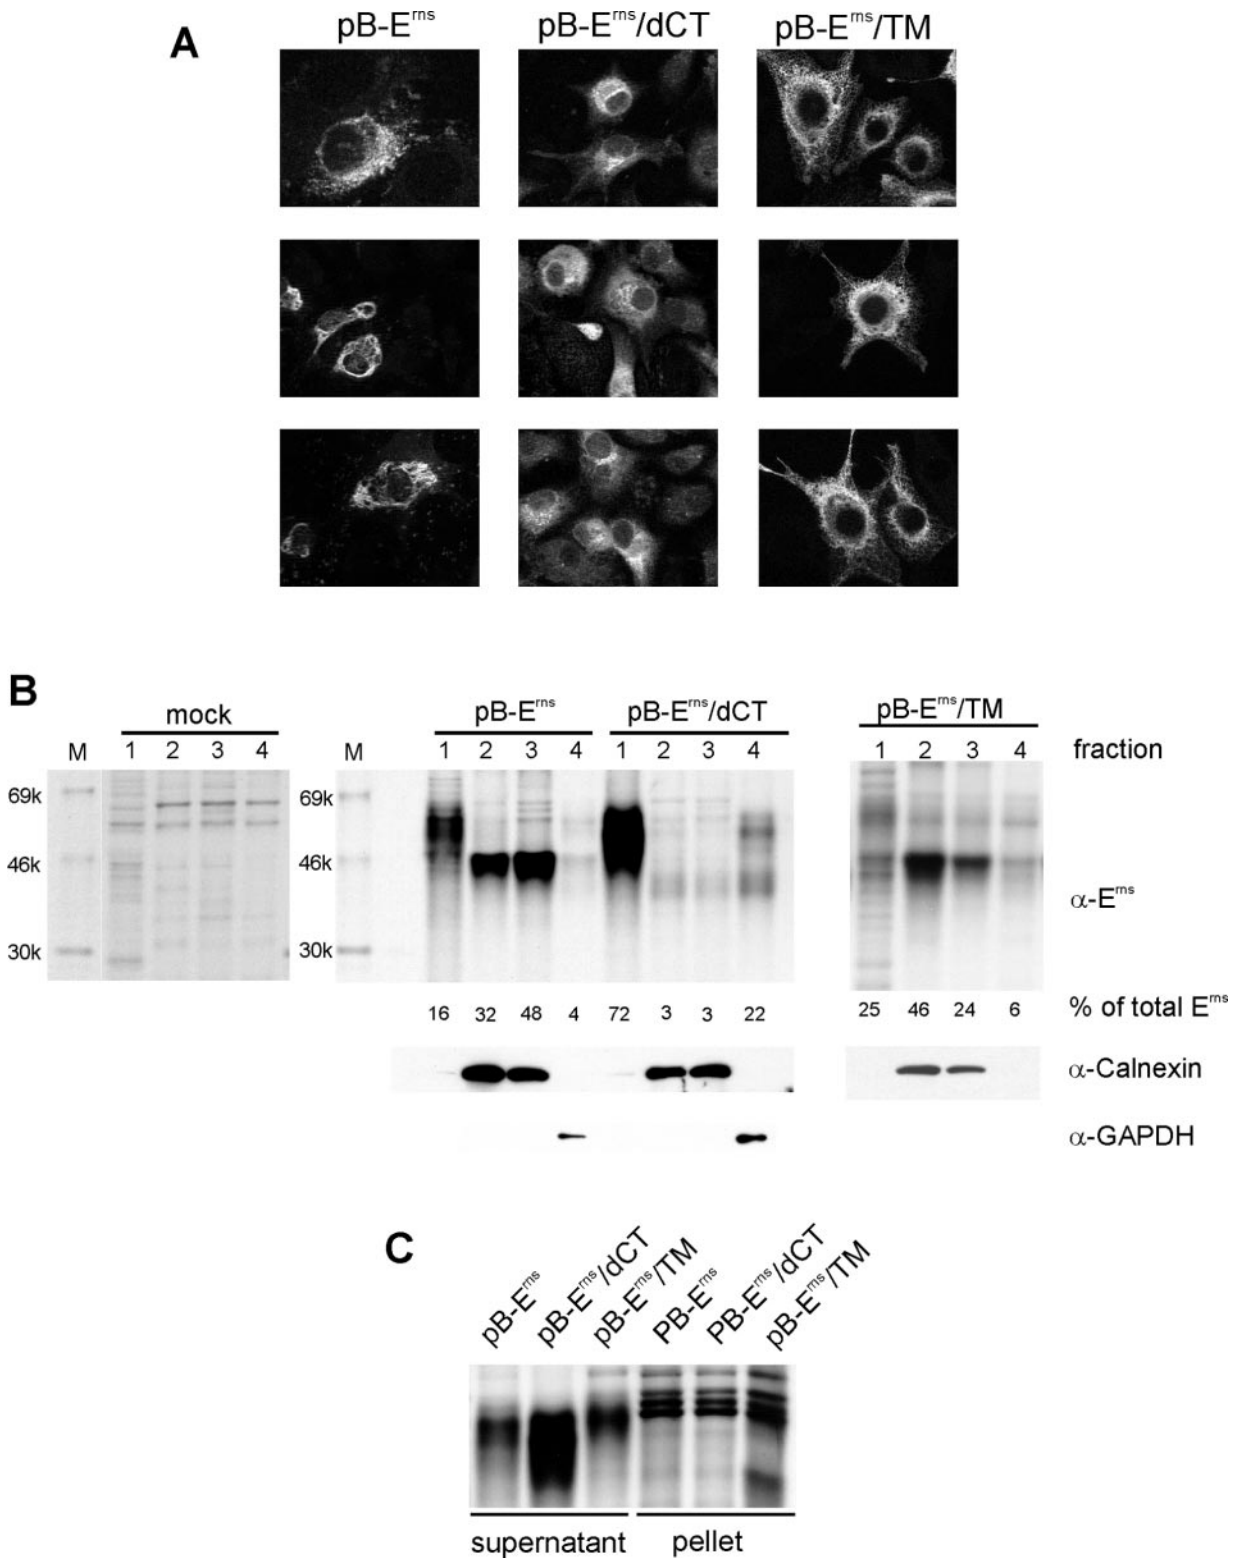 A
pB-Erns pB-Erns/dCT pB-Erns/TM
B
mock pB-Erns pB-Erns/dCT pB-Erns/TM
M 1 2 3 4 M 1 2 3 4 1 2 3 4 1 2 3 4 fraction
69k 69k
46k 46k
α-Erns
30k 30k
16 32 48 4 72 3 3 22 25 46 24 6 % of total Erns
α-Calnexin
α-GAPDH
C
pB-Erns pB-Erns/dCT pB-Erns/TM PB-Erns PB-Erns/dCT pB-Erns/TM
supernatant pellet